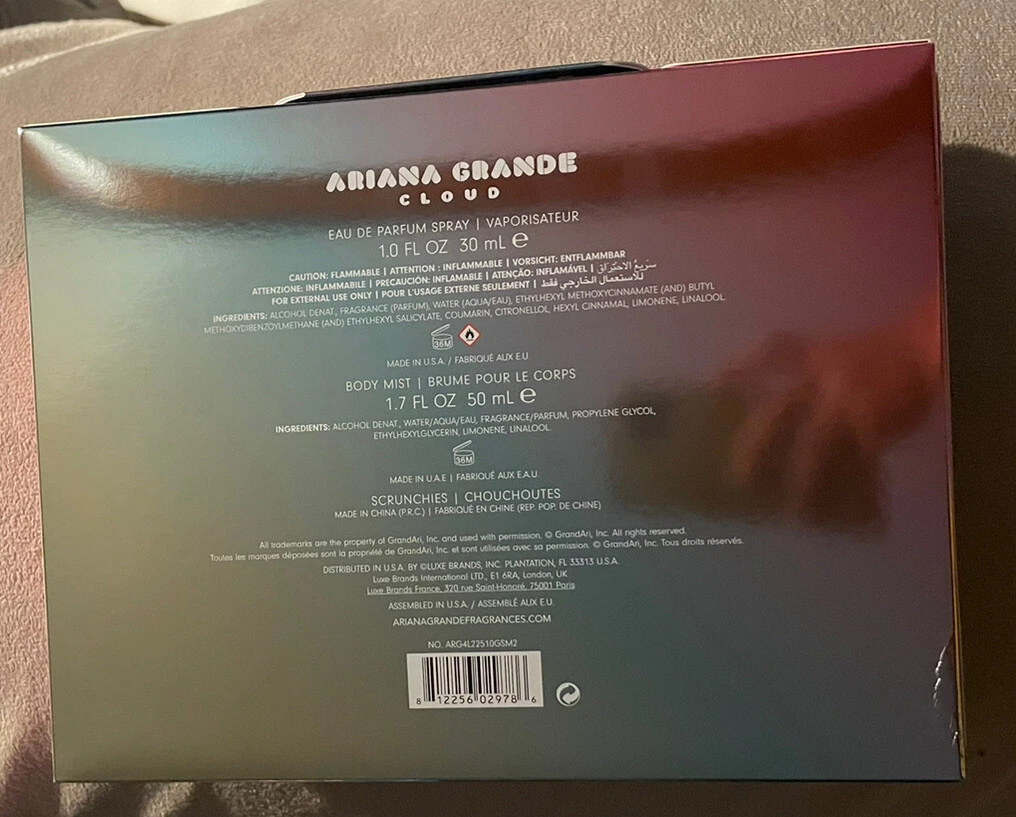 ARIANA GRANDE
CLOUD
EAU DE PARFUM SPRAY | VAPORISATEUR
1.0 FL OZ 30 mL ℮
CAUTION: FLAMMABLE | ATTENTION : INFLAMMABLE | VORSICHT: ENTFLAMMBAR
ATTENZIONE: INFLAMMABILE | PRECAUCIÓN: INFLAMABLE | ATENÇÃO: INFLAMÁVEL | سريع الاحتراق
FOR EXTERNAL USE ONLY | POUR L'USAGE EXTERNE SEULEMENT | للاستعمال الخارجي فقط
INGREDIENTS: ALCOHOL DENAT, FRAGRANCE (PARFUM), WATER (AQUA/EAU), ETHYLHEXYL METHOXYCINNAMATE (AND) BUTYL
METHOXYDIBENZOYLMETHANE (AND) ETHYLHEXYL SALICYLATE, COUMARIN, CITRONELLOL, HEXYL CINNAMAL, LIMONENE, LINALOOL
36M
MADE IN U.S.A. / FABRIQUÉ AUX E.U.
BODY MIST | BRUME POUR LE CORPS
1.7 FL OZ 50 mL ℮
INGREDIENTS: ALCOHOL DENAT, WATER/AQUA/EAU, FRAGRANCE/PARFUM, PROPYLENE GLYCOL,
ETHYLHEXYLGLYCERIN, LIMONENE, LINALOOL
36M
MADE IN U.A.E | FABRIQUÉ AUX E.A.U
SCRUNCHIES | CHOUCHOUTES
MADE IN CHINA (P.R.C.) | FABRIQUÉ EN CHINE (REP. POP. DE CHINE)
All trademarks are the property of GrandAri, Inc. and used with permission. © GrandAri, Inc. All rights reserved.
Toutes les marques déposées sont la propriété de GrandAri, Inc. et sont utilisées avec sa permission. © GrandAri, Inc. Tous droits réservés.
DISTRIBUTED IN U.S.A. BY ©LUXE BRANDS, INC. PLANTATION, FL 33313 U.S.A.
Luxe Brands International LTD., E1 6RA, London, UK
Luxe Brands France, 320 rue Saint-Honoré, 75001 Paris
ASSEMBLED IN U.S.A. / ASSEMBLÉ AUX E.U.
ARIANAGRANDEFRAGRANCES.COM
NO. ARG4L22510GSM2
8 12256 02978 6